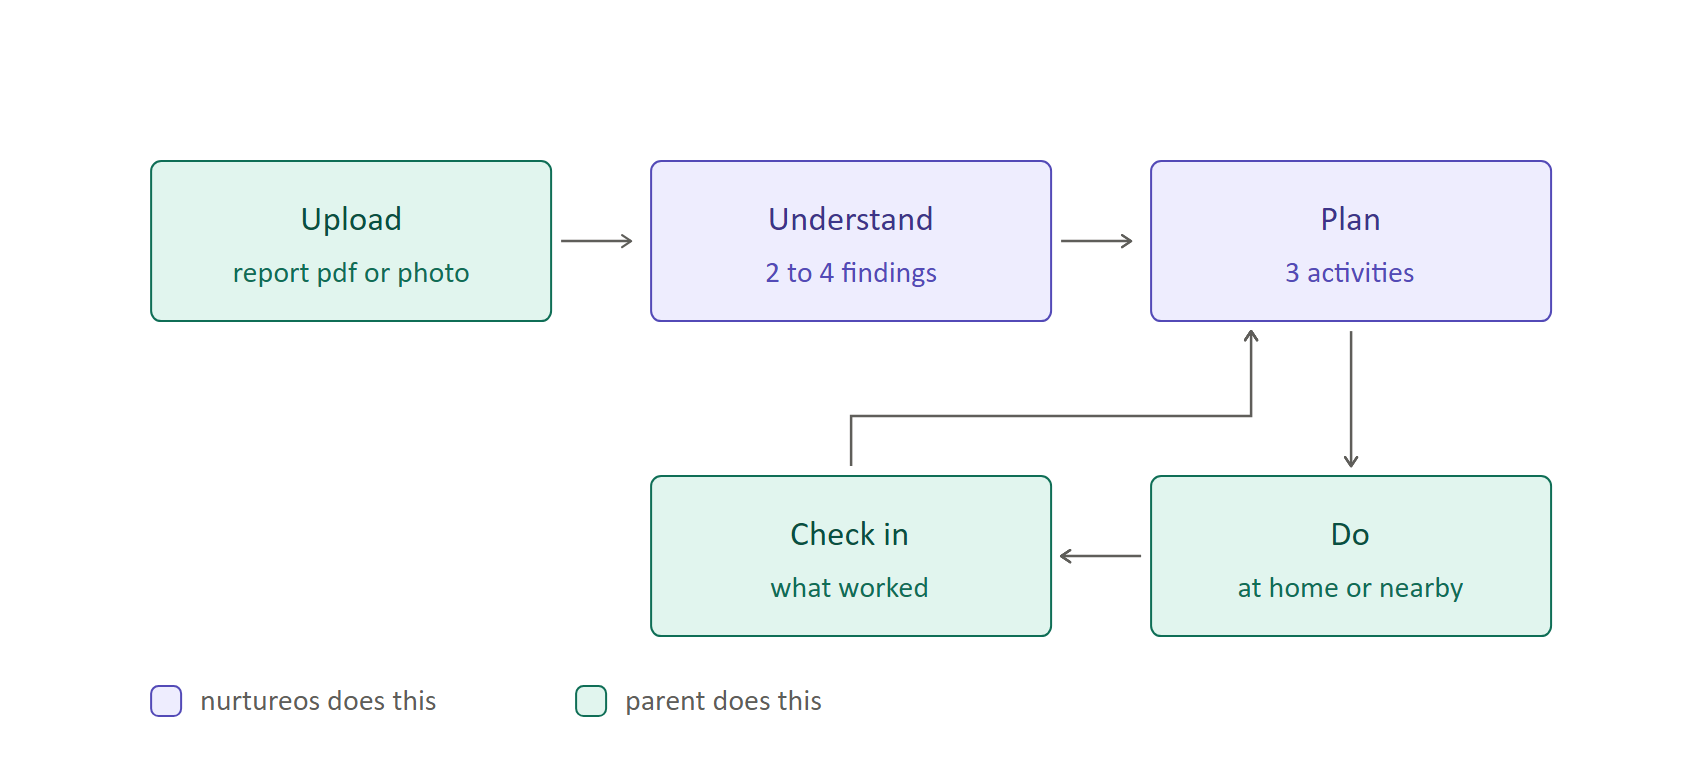 Upload
report pdf or photo
Understand
2 to 4 findings
Plan
3 activities
Check in
what worked
Do
at home or nearby
nurtureos does this
parent does this